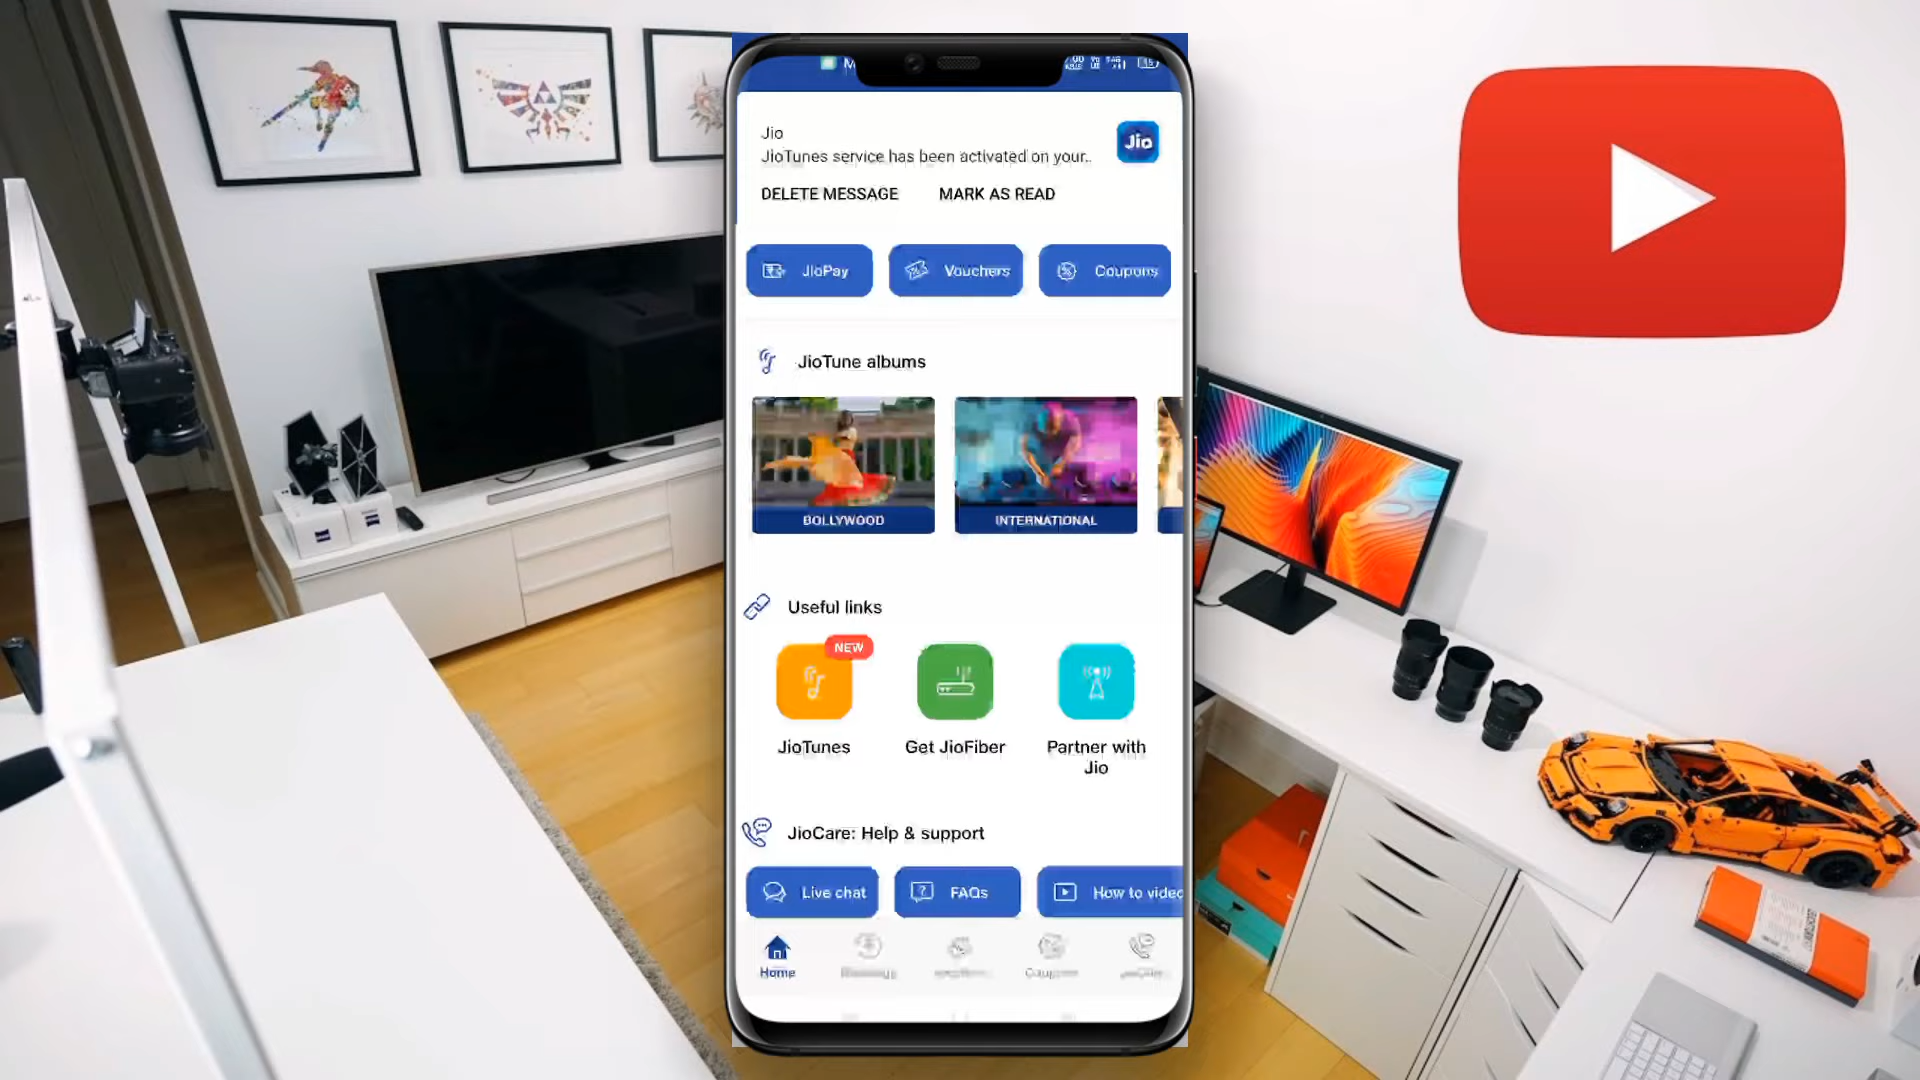 Jio
JioTunes service has been activated on your..
Jio
DELETE MESSAGE MARK AS READ
JioPay Vouchers Coupons
JioTune albums
BOLLYWOOD INTERNATIONAL
Useful links
NEW
JioTunes Get JioFiber Partner with
Jio
JioCare: Help & support
Live chat FAQs How to video
Home